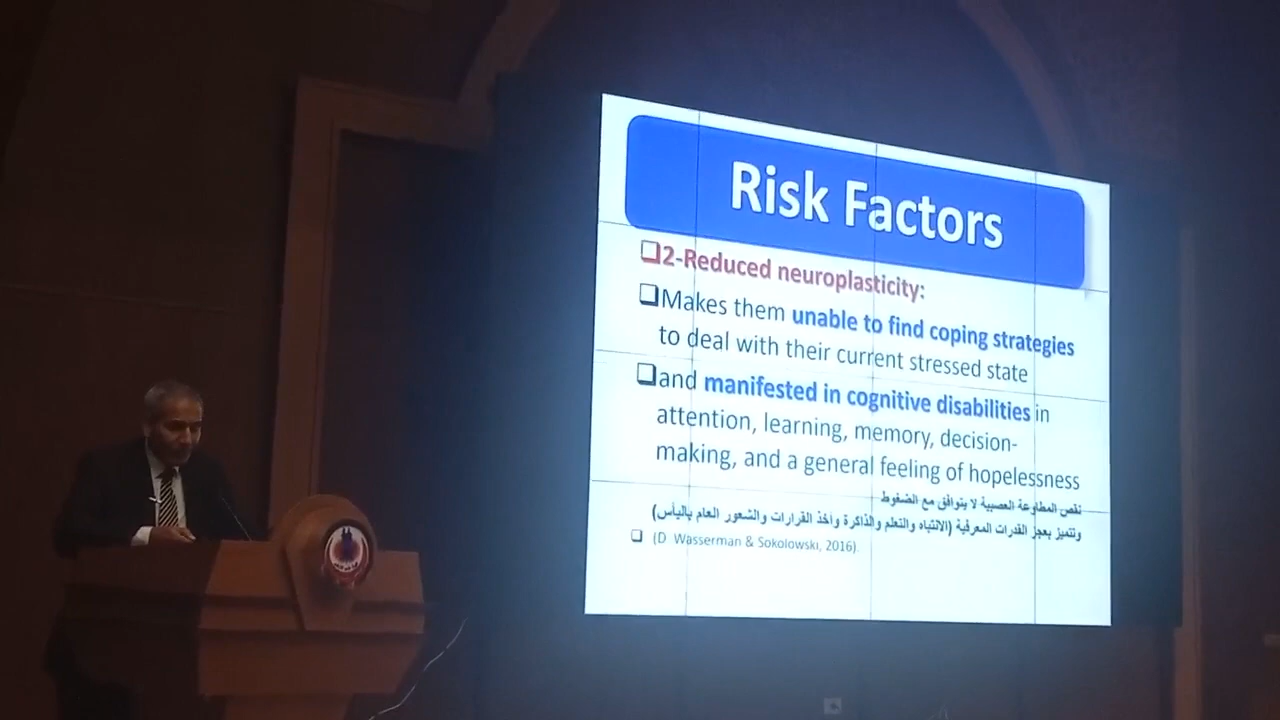 Risk Factors
❑2-Reduced neuroplasticity:
❑Makes them unable to find coping strategies
to deal with their current stressed state
❑and manifested in cognitive disabilities in
attention, learning, memory, decision-
making, and a general feeling of hopelessness
نقص المطاوعة العصبية لا يتوافق مع الضغوط
وتتميز بعجز القدرات المعرفية (الانتباه والتعلم والذاكرة وأخذ القرارات والشعور العام باليأس)
❑ (D Wasserman & Sokolowski, 2016).